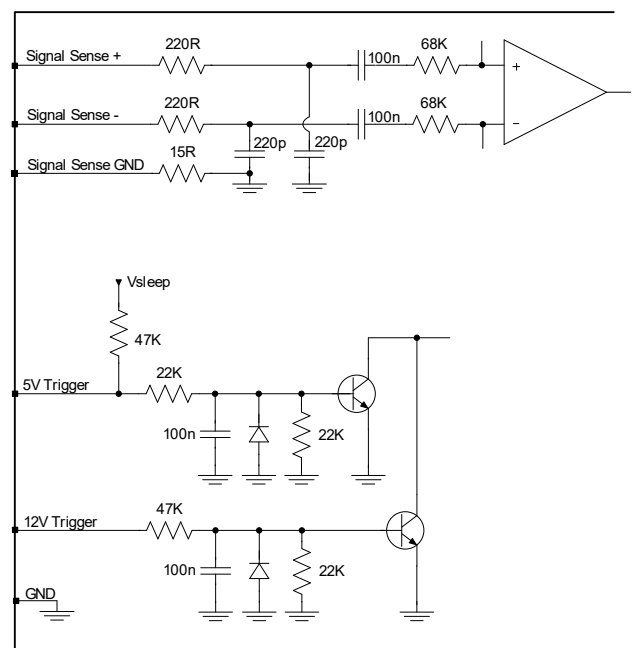 Signal Sense +
220R
100n
68K
+
Signal Sense -
220R
100n
68K
-
220p
220p
Signal Sense GND
15R
Vsleep
47K
5V Trigger
22K
100n
22K
12V Trigger
47K
100n
22K
GND